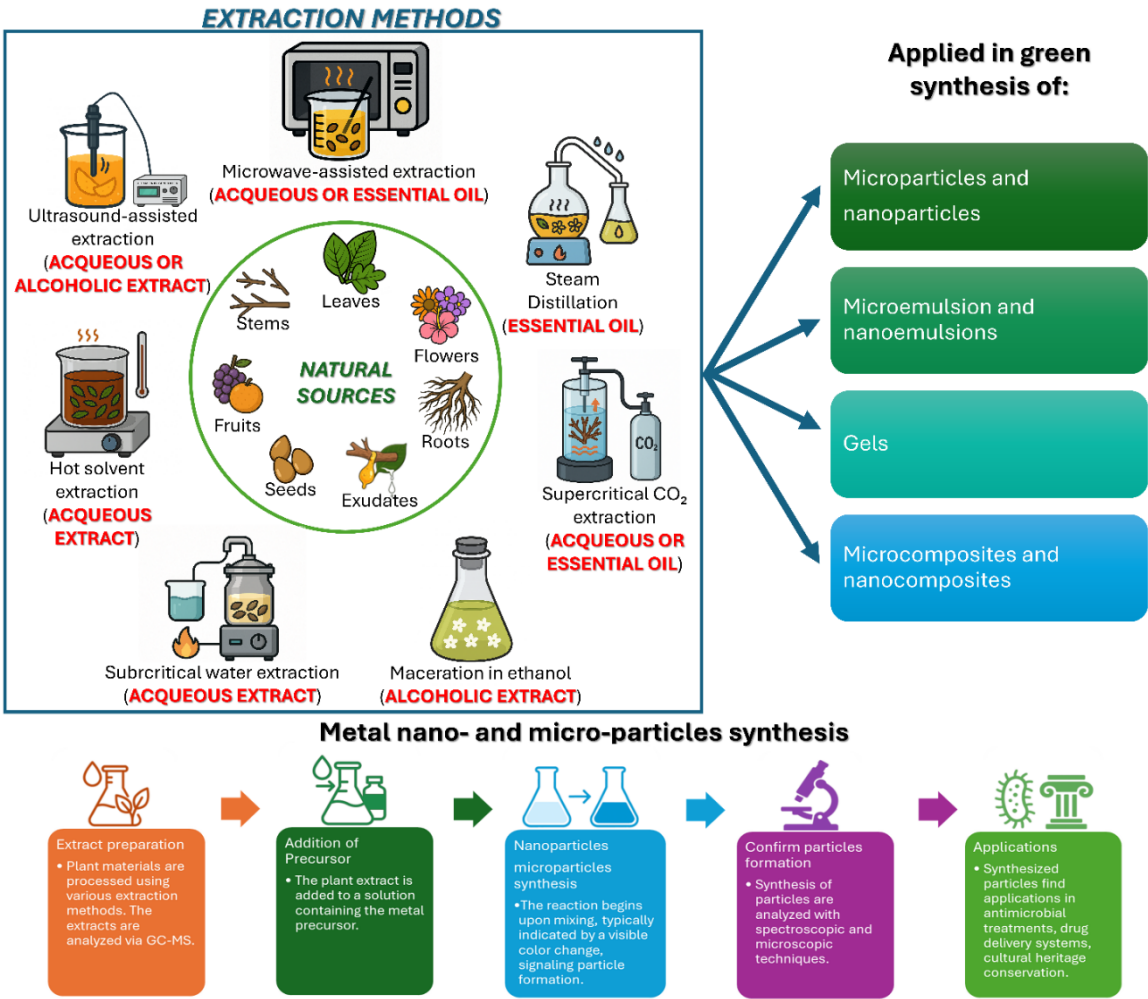 EXTRACTION METHODS
Microwave-assisted extraction
(ACQUEOUS OR ESSENTIAL OIL)
Ultrasound-assisted
extraction
(ACQUEOUS OR
ALCOHOLIC EXTRACT)
Steam
Distillation
(ESSENTIAL OIL)
Hot solvent
extraction
(ACQUEOUS
EXTRACT)
NATURAL
SOURCES
Leaves
Flowers
Roots
Exudates
Seeds
Fruits
Stems
CO₂
Supercritical CO₂
extraction
(ACQUEOUS OR
ESSENTIAL OIL)
Subrcritical water extraction
(ACQUEOUS EXTRACT)
Maceration in ethanol
(ALCOHOLIC EXTRACT)
Applied in green
synthesis of:
Microparticles and
nanoparticles
Microemulsion and
nanoemulsions
Gels
Microcomposites and
nanocomposites
Metal nano- and micro-particles synthesis
Extract preparation
• Plant materials are
processed using
various extraction
methods. The
extracts are
analyzed via GC-MS.
Addition of
Precursor
• The plant extract is
added to a solution
containing the metal
precursor.
Nanoparticles
microparticles
synthesis
•The reaction begins
upon mixing, typically
indicated by a visible
color change,
signaling particle
formation.
Confirm particles
formation
• Synthesis of
particles are
analyzed with
spectroscopic and
microscopic
techniques.
Applications
• Synthesized
particles find
applications in
antimicrobial
treatments, drug
delivery systems,
cultural heritage
conservation.